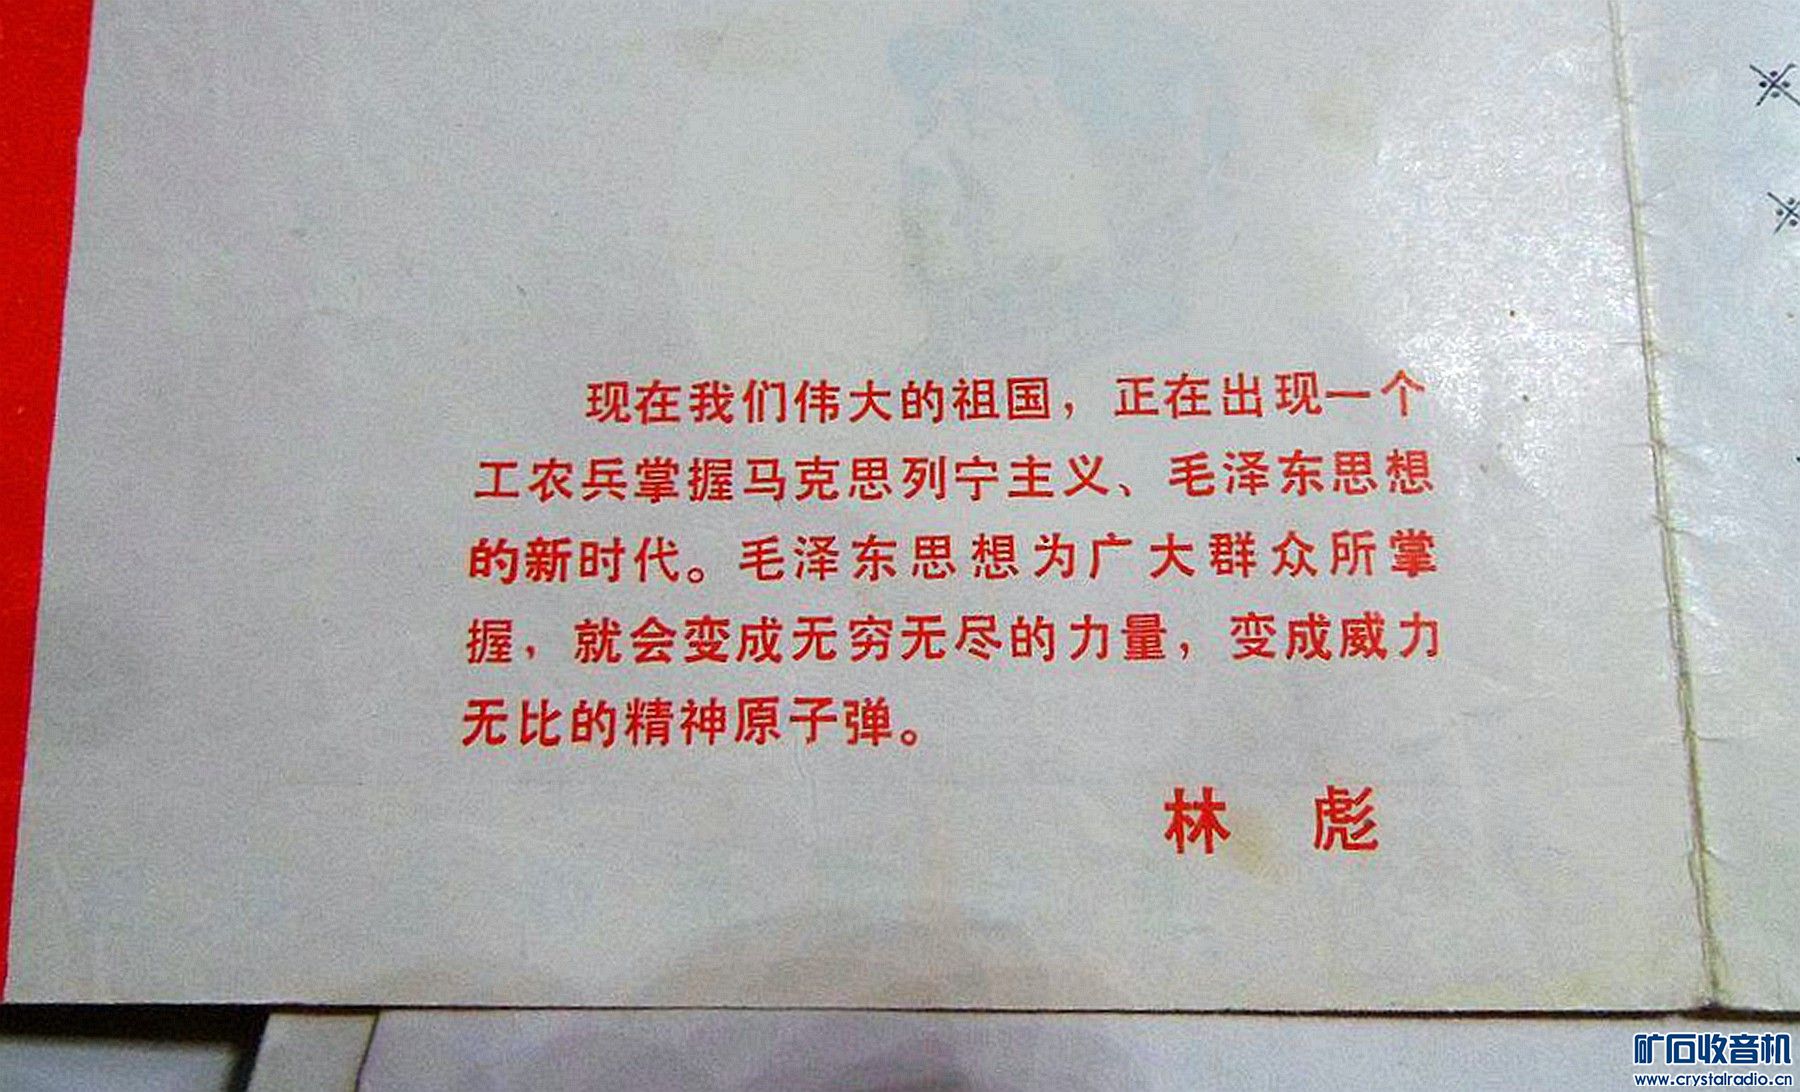 现在我们伟大的祖国，正在出现一个
工农兵掌握马克思列宁主义、毛泽东思想
的新时代。毛泽东思想为广大群众所掌
握，就会变成无穷无尽的力量，变成威力
无比的精神原子弹。
林 彪
矿石收音机
www.crystalradio.cn